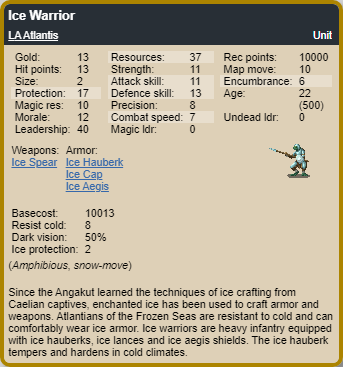 Ice Warrior
LA Atlantis Unit
Gold: 13 Resources: 37 Rec points: 10000
Hit points: 13 Strength: 11 Map move: 10
Size: 2 Attack skill: 11 Encumbrance: 6
Protection: 17 Defence skill: 13 Age: 22
Magic res: 10 Precision: 8 (500)
Morale: 12 Combat speed: 7 Undead ldr: 0
Leadership: 40 Magic ldr: 0
Weapons: Armor:
Ice Spear Ice Hauberk
Ice Cap
Ice Aegis
Basecost: 10013
Resist cold: 8
Dark vision: 50%
Ice protection: 2
(Amphibious, snow-move)
Since the Angakut learned the techniques of ice crafting from
Caelian captives, enchanted ice has been used to craft armor and
weapons. Atlantians of the Frozen Seas are resistant to cold and can
comfortably wear ice armor. Ice warriors are heavy infantry equipped
with ice hauberks, ice lances and ice aegis shields. The ice hauberk
tempers and hardens in cold climates.